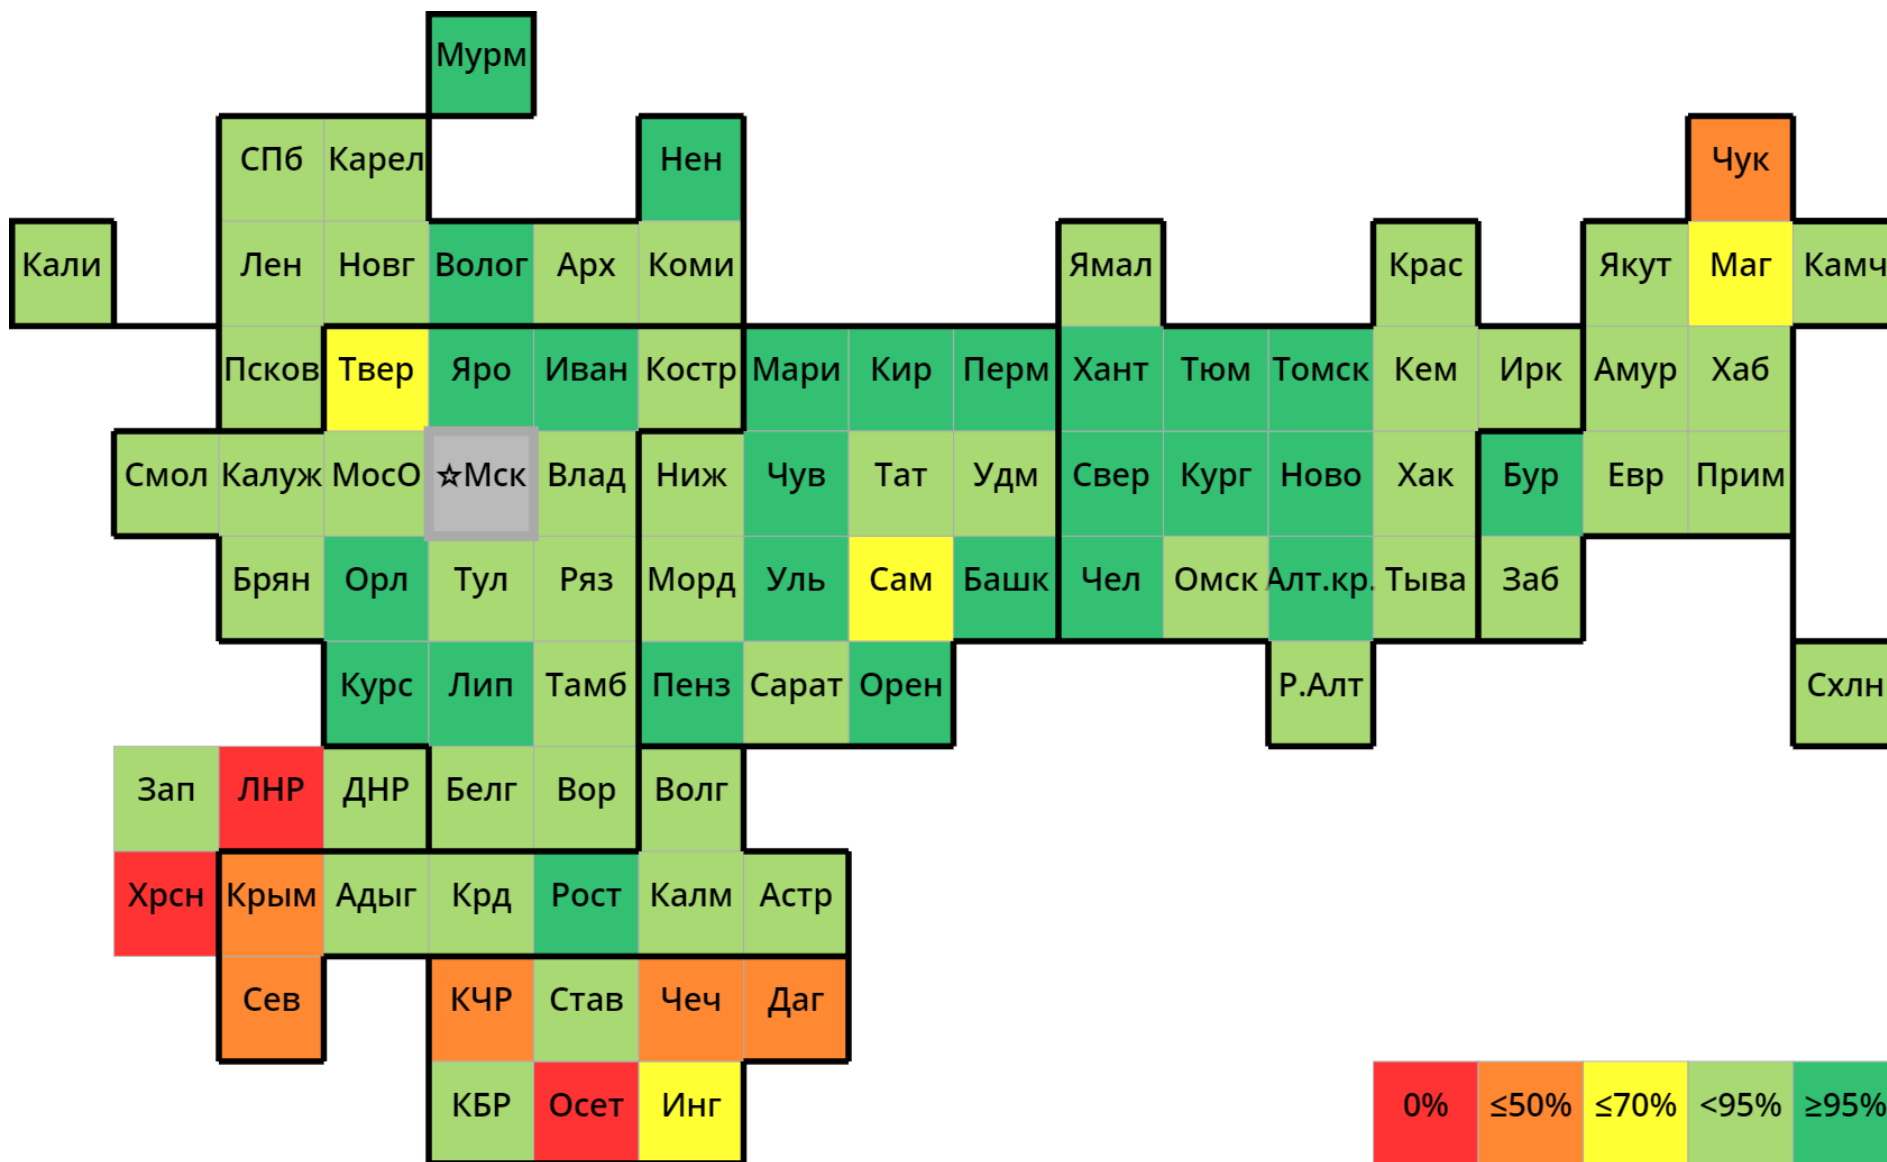 Мурм
СПб Карел Нен Чук
Кали Лен Новг Волог Арх Коми Ямал Крас Якут Маг Камч
Псков Твер Яро Иван Костр Мари Кир Перм Хант Тюм Томск Кем Ирк Амур Хаб
Смол Калуж МосО ☆Мск Влад Ниж Чув Тат Удм Свер Кург Ново Хак Бур Евр Прим
Брян Орл Тул Ряз Морд Уль Сам Башк Чел Омск Алт.кр. Тыва Заб
Курс Лип Тамб Пенз Сарат Орен Р.Алт Схлн
Зап ЛНР ДНР Белг Вор Волг
Хрсн Крым Адыг Крд Рост Калм Астр
Сев КЧР Став Чеч Даг
КБР Осет Инг 0% ≤50% ≤70% <95% ≥95%